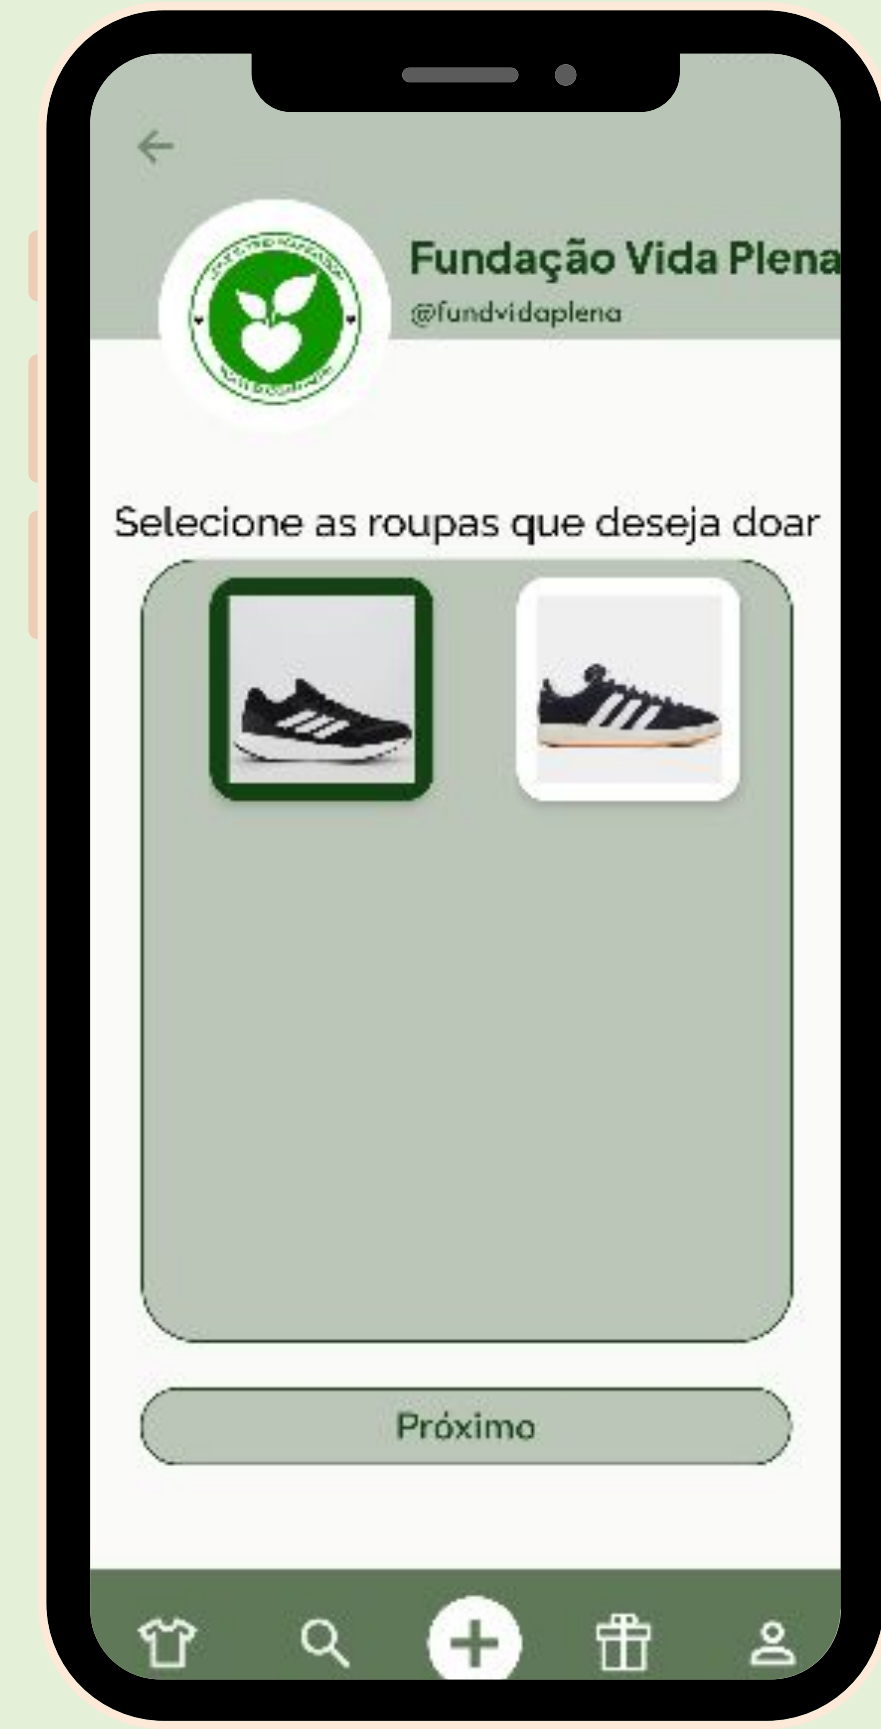 Fundação Vida Plena
@fundvidaplena
Selecione as roupas que deseja doar
Próximo